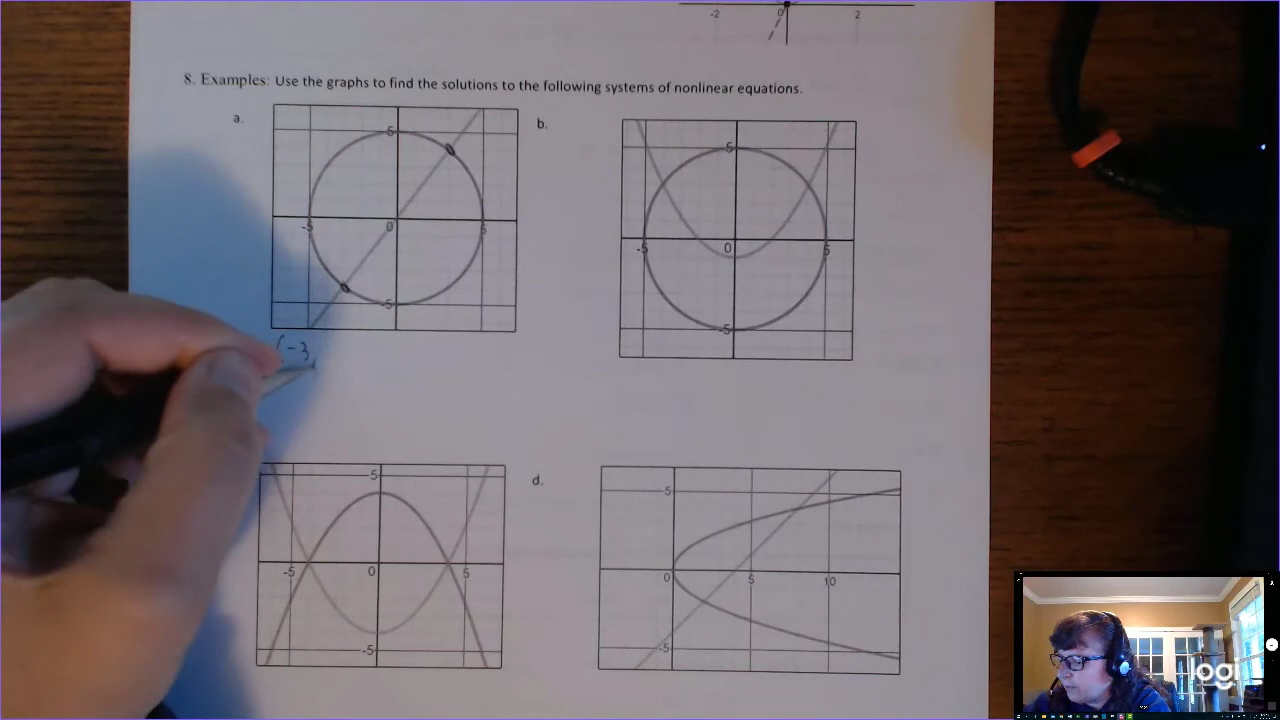 -2 0 2
8. Examples: Use the graphs to find the solutions to the following systems of nonlinear equations.
a. b.
5 5
-5 0 5 -5 0 5
-5 -5
(-3,
d.
5 5
-5 0 5 0 5 10
-5 -5
logi